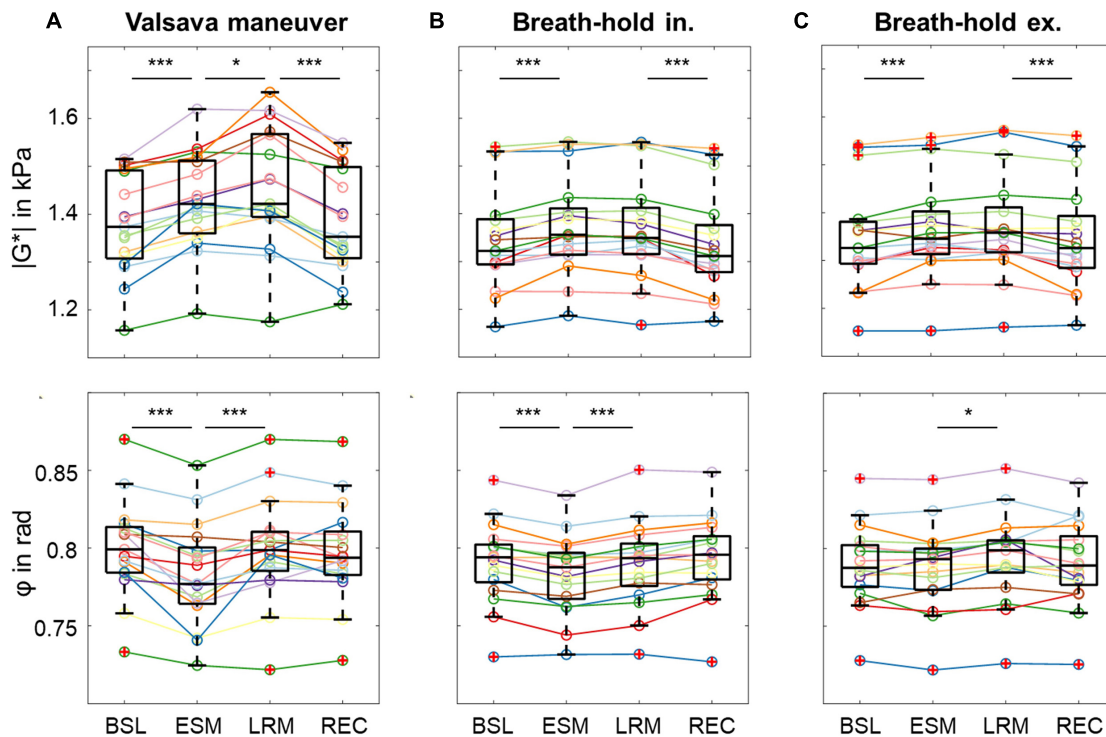 A Valsava maneuver B Breath-hold in. C Breath-hold ex.
*** * *** *** *** *** ***
|G*| in kPa
1.6
1.4
1.2
*** *** *** *** *
φ in rad
0.85
0.8
0.75
BSL ESM LRM REC BSL ESM LRM REC BSL ESM LRM REC